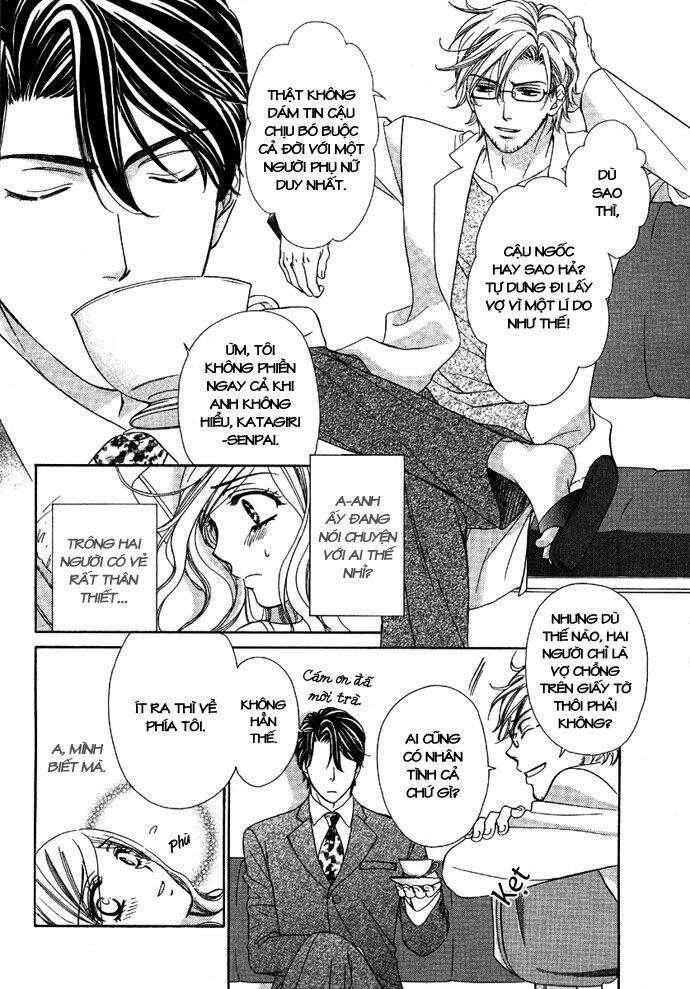 DÙ
SAO
THÌ,
CẬU NGỐC
HAY SAO HẢ?
TỰ DƯNG ĐI LẤY
VỢ VÌ MỘT LÍ DO
NHƯ THẾ!
THẬT KHÔNG
DÁM TIN CẬU
CHỊU BÓ BUỘC
CẢ ĐỜI VỚI MỘT
NGƯỜI PHỤ NỮ
DUY NHẤT.
ỪM, TÔI
KHÔNG PHIỀN
NGAY CẢ KHI
ANH KHÔNG
HIỂU, KATAGIRI
-SENPAI.
A-ANH
ẤY ĐANG
NÓI CHUYỆN
VỚI AI THẾ
NHỈ?
TRÔNG HAI
NGƯỜI CÓ VẺ
RẤT THÂN
THIẾT...
NHƯNG DÙ
THẾ NÀO, HAI
NGƯỜI CHỈ LÀ
VỢ CHỒNG
TRÊN GIẤY TỜ
THÔI PHẢI
KHÔNG?
AI CŨNG
CÓ NHÂN
TÌNH CẢ
CHỨ GÌ?
Kẹt
Cám ơn đã
mời trà.
KHÔNG
HẲN
THẾ.
ÍT RA THÌ VỀ
PHÍA TÔI.
A, MÌNH
BIẾT MÀ.
phù